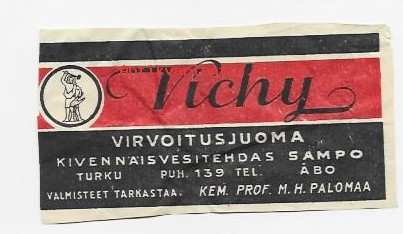 Vichy
VIRVOITUSJUOMA
KIVENNÄISVESITEHDAS SAMPO
TURKU PUH. 139 TEL. ÅBO
VALMISTEET TARKASTAA. KEM. PROF. M. H. PALOMAA